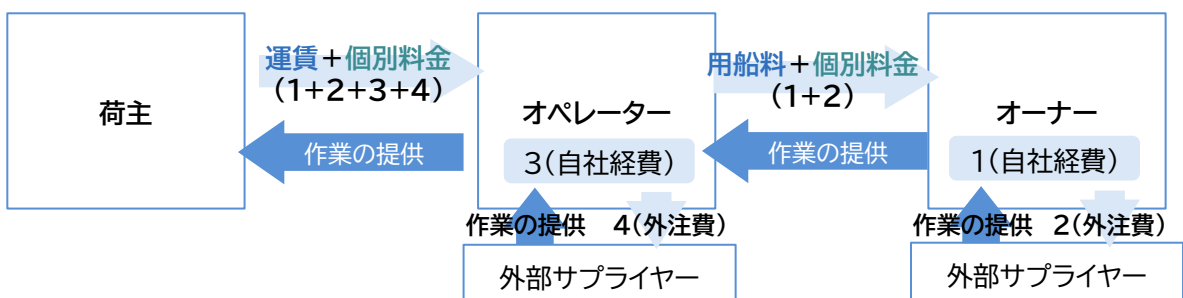 荷主
運賃+個別料金
(1+2+3+4)
作業の提供
オペレーター
3(自社経費)
作業の提供 4(外注費)
外部サプライヤー
用船料+個別料金
(1+2)
作業の提供
オーナー
1(自社経費)
作業の提供 2(外注費)
外部サプライヤー